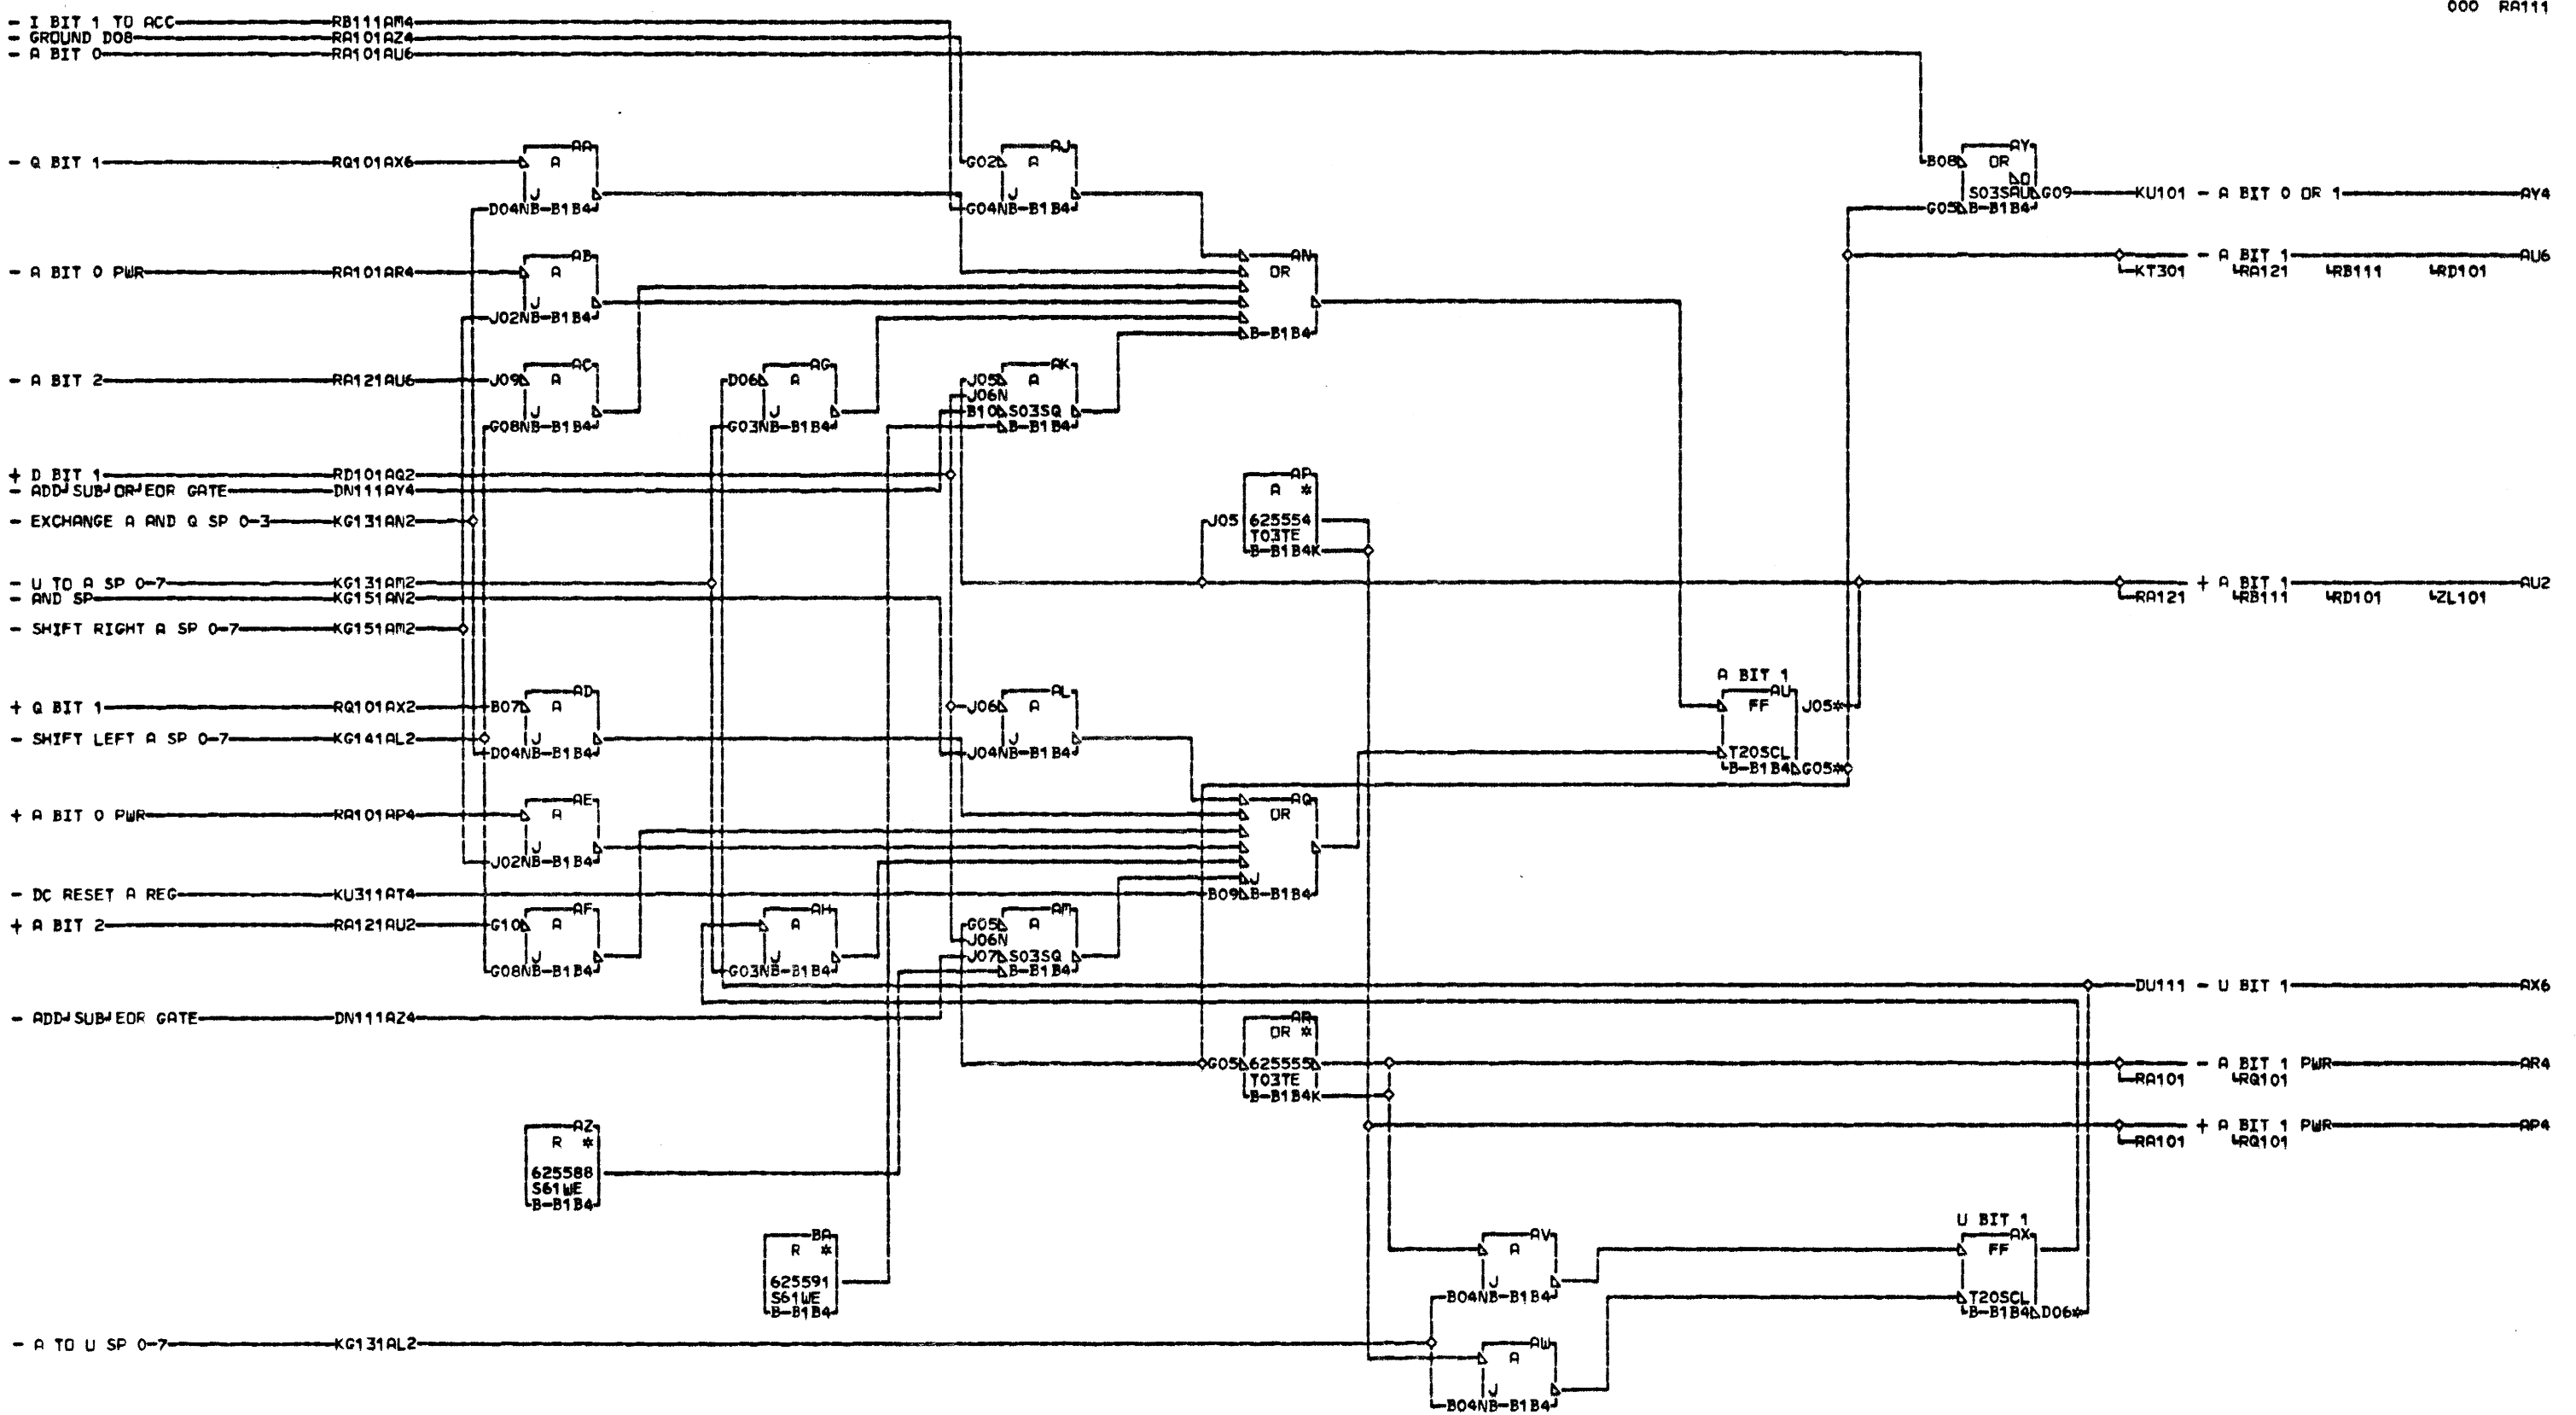 000 RA111
- I BIT 1 TO ACC RB111AM4
- GROUND D08 RA101AZ4
- A BIT 0 RA101AU6
AA AJ AY
- Q BIT 1 RQ101AX6 A G02 A B08 OR
J J D
S03SAU G09 KU101 - A BIT 0 OR 1 AY4
D04NB-B1B4 G04NB-B1B4 G05 B-B1B4
AB AN - A BIT 1 AU6
- A BIT 0 PWR RA101AR4 A OR KT301 RA121 RB111 RD101
J
J02NB-B1B4 B-B1B4
AC AG AK
- A BIT 2 RA121AU6 J09 A D06 A J05 A
J06N
J J B10 S03SQ
G08NB-B1B4 G03NB-B1B4 B-B1B4
+ D BIT 1 RD101AQ2 AP
- ADD SUB OR EOR GATE DN111AY4 A *
- EXCHANGE A AND Q SP 0-3 KG131AN2 J05 625554
T03TE
B-B1B4K
- U TO A SP 0-7 KG131AM2 + A BIT 1 AU2
- AND SP KG151AN2 RA121 RB111 RD101 ZL101
- SHIFT RIGHT A SP 0-7 KG151AM2
A BIT 1
AD AL AU
+ Q BIT 1 RQ101AX2 B07 A J06 A FF J05*
- SHIFT LEFT A SP 0-7 KG141AL2 J J
D04NB-B1B4 J04NB-B1B4 T20SCL
B-B1B4 G05*
AE AQ
+ A BIT 0 PWR RA101AP4 A OR
J
J02NB-B1B4
J
- DC RESET A REG KU311AT4 B09 B-B1B4
AF AH AM
+ A BIT 2 RA121AU2 G10 A A G05 A
J06N
J J J07 S03SQ
G08NB-B1B4 G03NB-B1B4 B-B1B4
DU111 - U BIT 1 AX6
- ADD SUB EOR GATE DN111AZ4 AR
OR *
G05 625555 - A BIT 1 PWR AR4
T03TE RA101 RQ101
B-B1B4K
AZ + A BIT 1 PWR AP4
R * RA101 RQ101
625588
S61WE
B-B1B4
U BIT 1
BA AV AX
R * A FF
625591 J
S61WE B04NB-B1B4 T20SCL
B-B1B4 B-B1B4 D06*
- A TO U SP 0-7 KG131AL2 AW
A
J
B04NB-B1B4